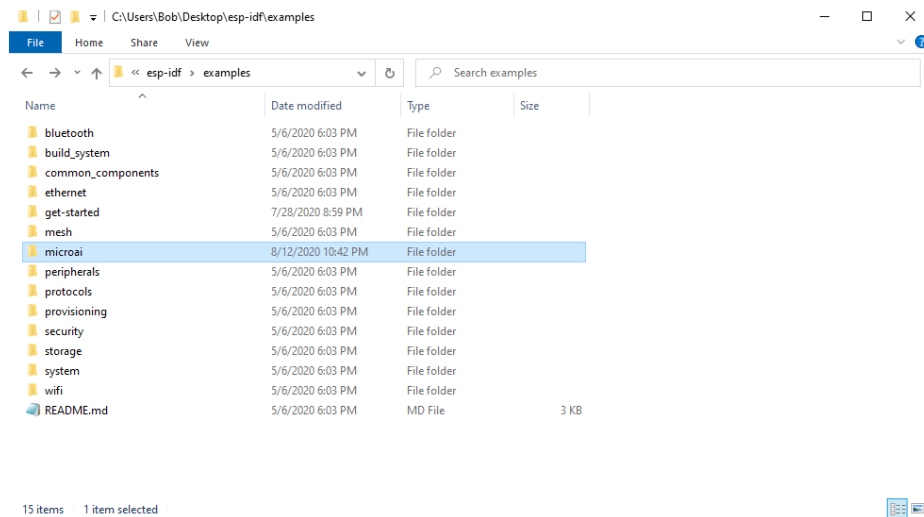 C:\Users\Bob\Desktop\esp-idf\examples
File Home Share View ?
« esp-idf › examples Search examples
Name Date modified Type Size
bluetooth 5/6/2020 6:03 PM File folder
build_system 5/6/2020 6:03 PM File folder
common_components 5/6/2020 6:03 PM File folder
ethernet 5/6/2020 6:03 PM File folder
get-started 7/28/2020 8:59 PM File folder
mesh 5/6/2020 6:03 PM File folder
microai 8/12/2020 10:42 PM File folder
peripherals 5/6/2020 6:03 PM File folder
protocols 5/6/2020 6:03 PM File folder
provisioning 5/6/2020 6:03 PM File folder
security 5/6/2020 6:03 PM File folder
storage 5/6/2020 6:03 PM File folder
system 5/6/2020 6:03 PM File folder
wifi 5/6/2020 6:03 PM File folder
README.md 5/6/2020 6:03 PM MD File 3 KB
15 items 1 item selected